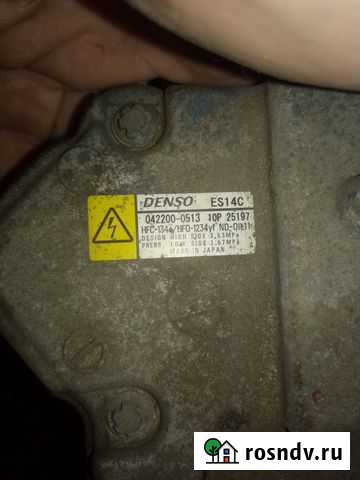 DENSO ES14C
042200-0513 10P 25197
HFC-134a/HFO-1234yf ND-OIL11
DESIGN HIGH SIDE 3,53MPa
PRESS LOW SIDE 1,67MPa
MADE IN JAPAN
rosndv.ru